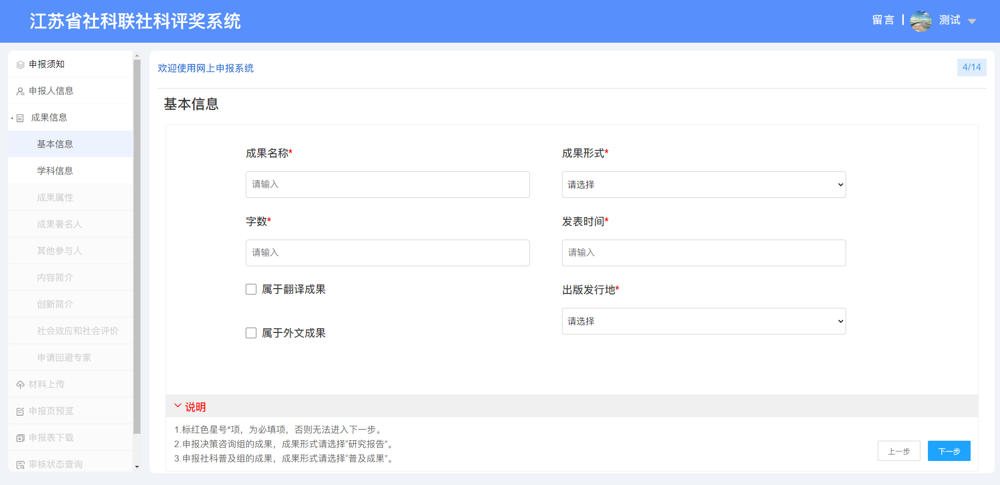 江苏省社科联社科评奖系统
留言
测试
申报须知
申报人信息
成果信息
基本信息
学科信息
成果属性
成果署名人
其他参与人
内容简介
创新简介
社会效应和社会评价
申请回避专家
材料上传
申报页预览
申报表下载
审核状态查询
欢迎使用网上申报系统
4/14
基本信息
成果名称*
成果形式*
请输入
请选择
字数*
发表时间*
请输入
请输入
属于翻译成果
出版发行地*
请选择
属于外文成果
说明
1.标红色星号*项，为必填项，否则无法进入下一步。
2.申报决策咨询组的成果，成果形式请选择“研究报告”。
3.申报社科普及组的成果，成果形式请选择“普及成果”。
上一步
下一步